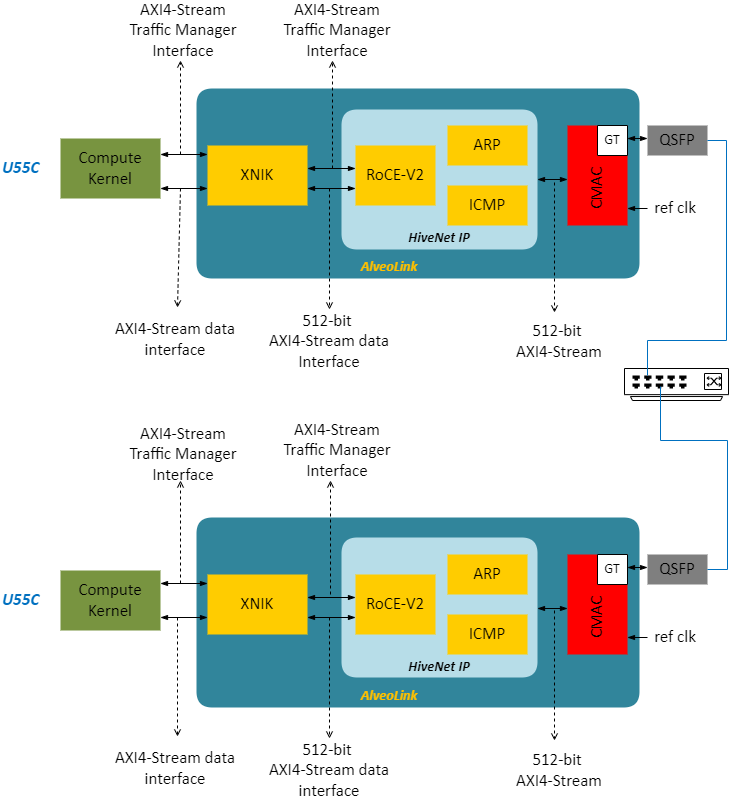 AXI4-Stream
Traffic Manager
Interface
AXI4-Stream
Traffic Manager
Interface
U55C
Compute
Kernel
XNIK
RoCE-V2
ARP
ICMP
HiveNet IP
AlveoLink
CMAC
GT
QSFP
ref clk
AXI4-Stream data
interface
512-bit
AXI4-Stream data
Interface
512-bit
AXI4-Stream
AXI4-Stream
Traffic Manager
Interface
AXI4-Stream
Traffic Manager
Interface
U55C
Compute
Kernel
XNIK
RoCE-V2
ARP
ICMP
HiveNet IP
AlveoLink
CMAC
GT
QSFP
ref clk
AXI4-Stream data
interface
512-bit
AXI4-Stream data
interface
512-bit
AXI4-Stream